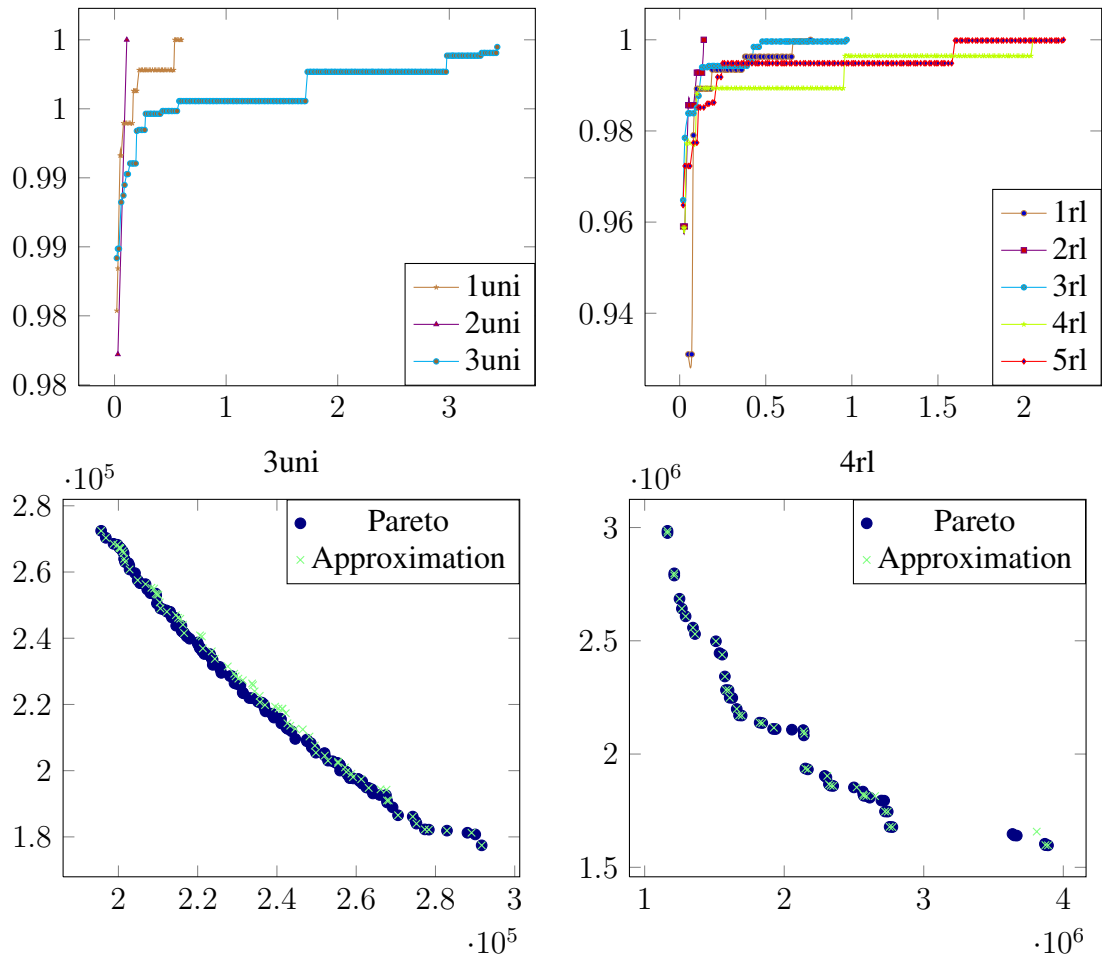 1
1
0.99
0.99
0.98
0.98
0 1 2 3
1uni
2uni
3uni
1
0.98
0.96
0.94
0 0.5 1 1.5 2
1rl
2rl
3rl
4rl
5rl
3uni
·10^5
2.8
2.6
2.4
2.2
2
1.8
2 2.2 2.4 2.6 2.8 3
·10^5
Pareto
Approximation
4rl
·10^6
3
2.5
2
1.5
1 2 3 4
·10^6
Pareto
Approximation